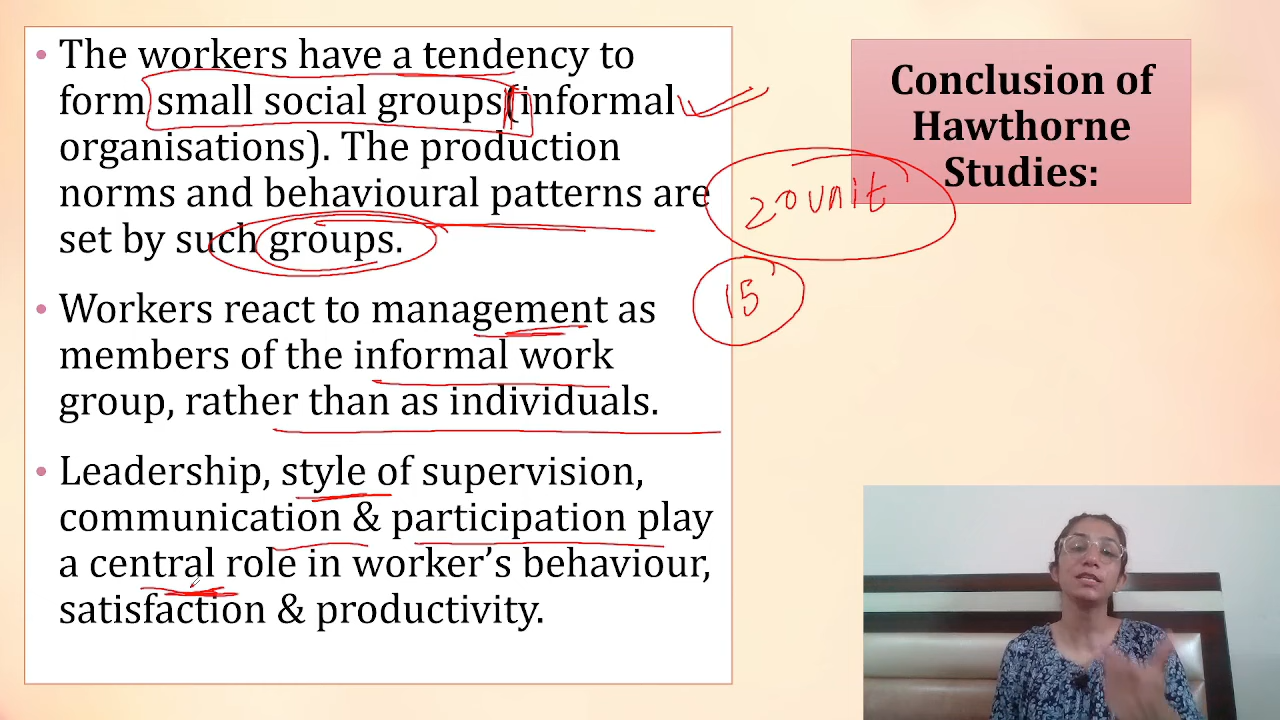 • The workers have a tendency to
form small social groups(informal
organisations). The production
norms and behavioural patterns are
set by such groups.
• Workers react to management as
members of the informal work
group, rather than as individuals.
• Leadership, style of supervision,
communication & participation play
a central role in worker’s behaviour,
satisfaction & productivity.
Conclusion of
Hawthorne
Studies:
20 unit
15